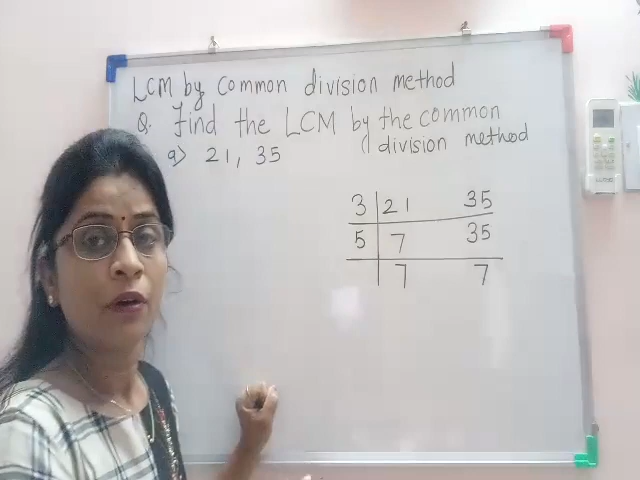 LCM by Common division method
Q. Find the LCM by the common
division method
a) 21, 35
3 21 35
5 7 35
7 7